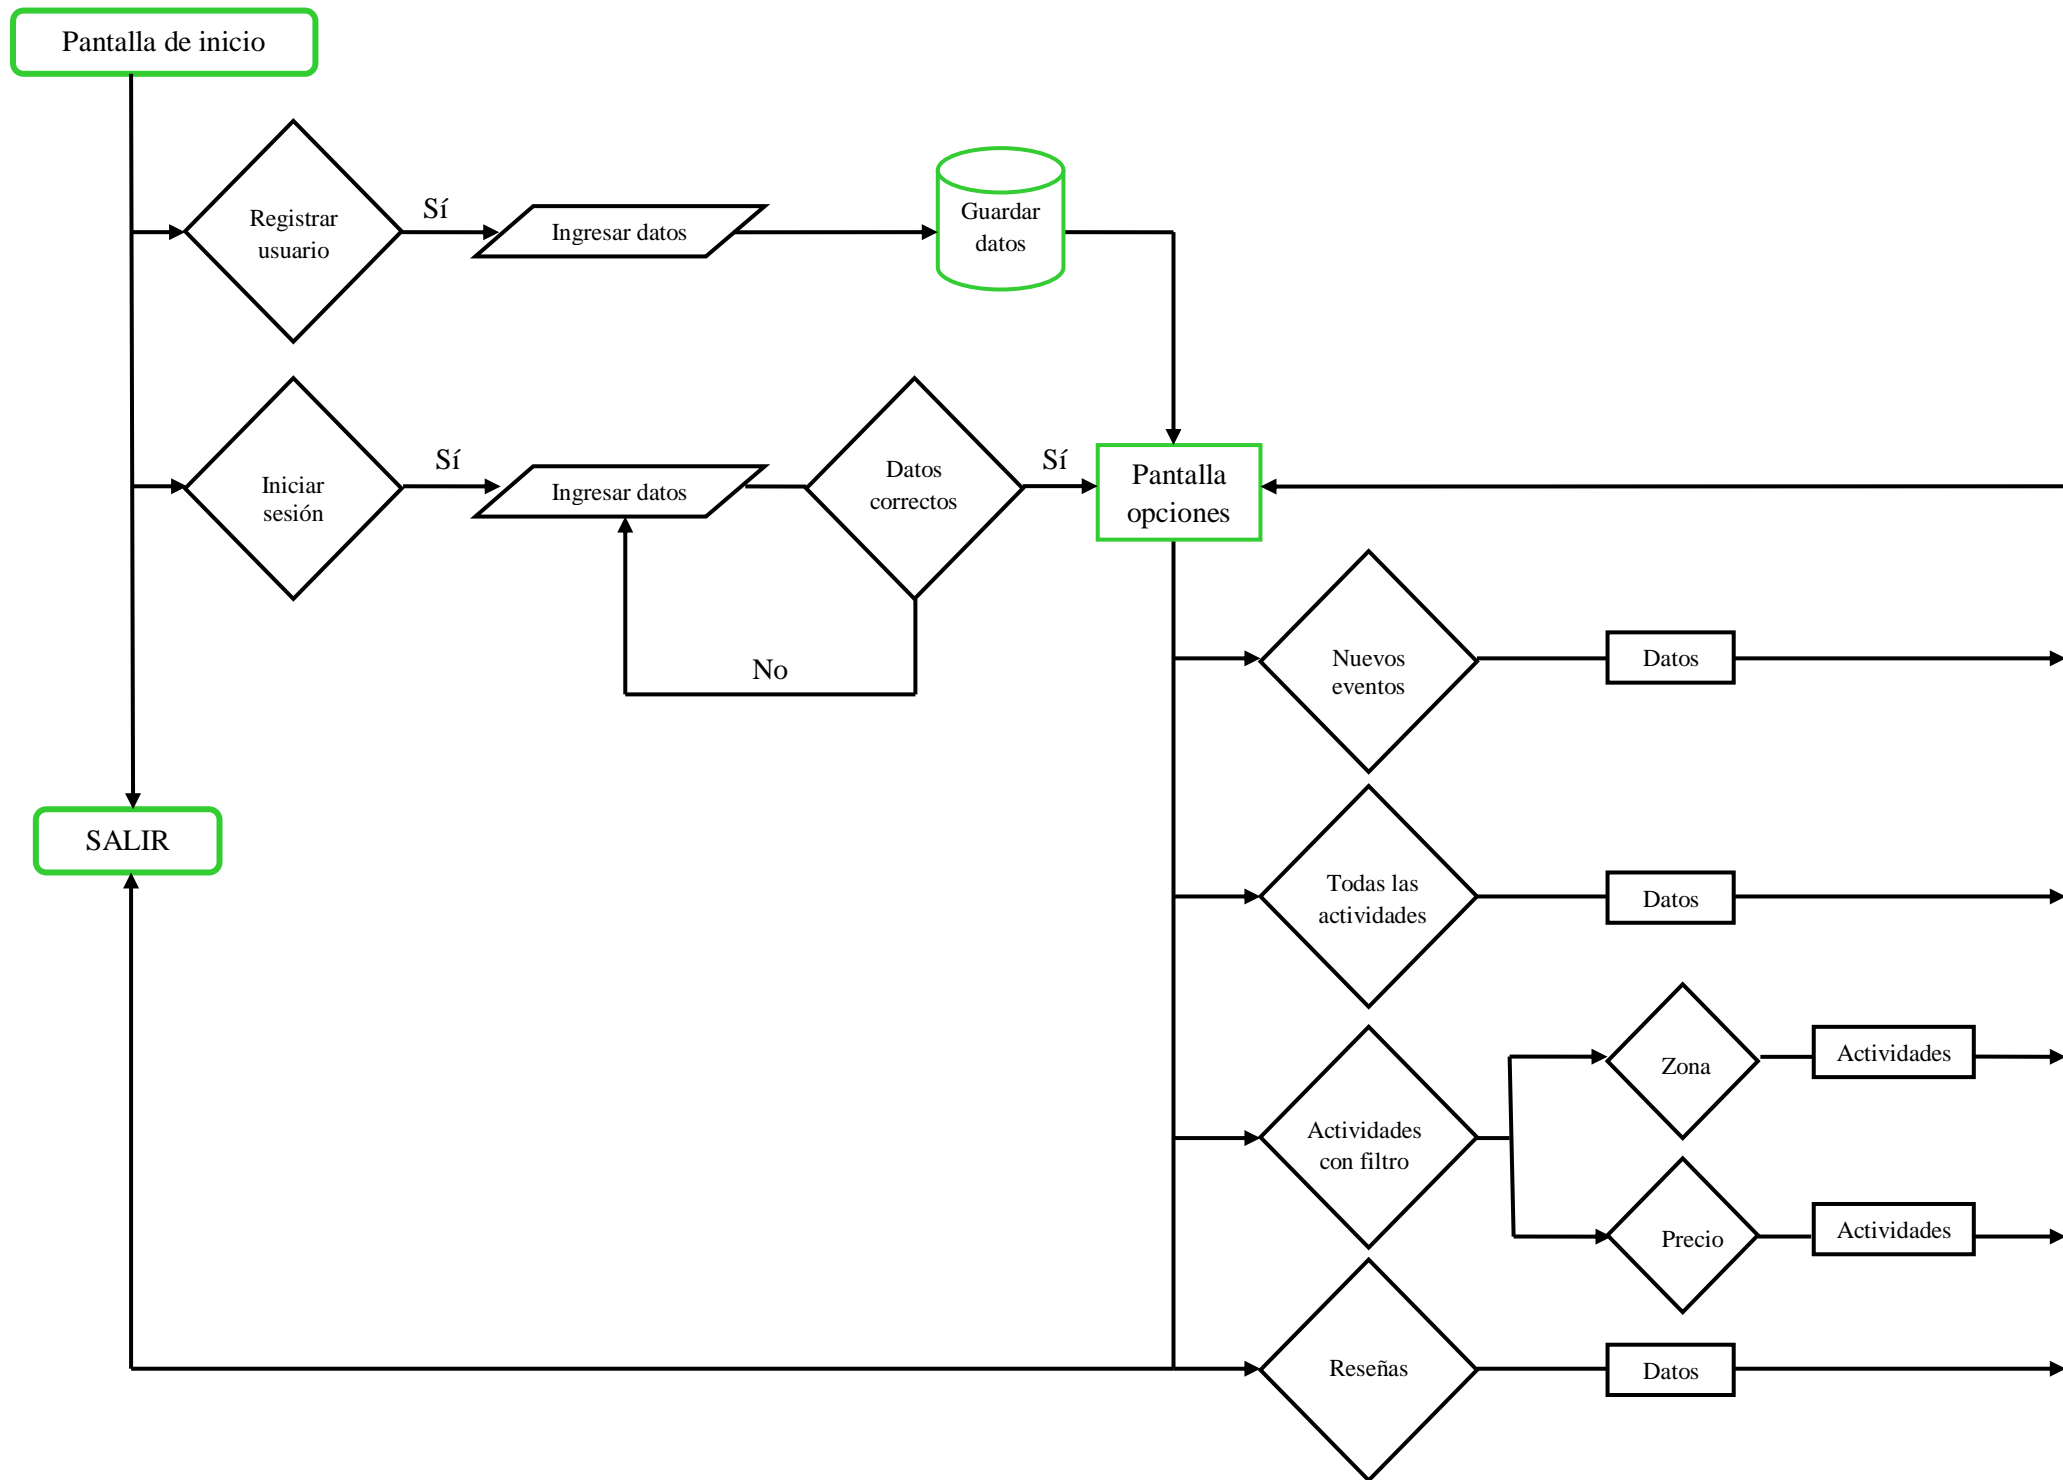 Pantalla de inicio
Registrar
usuario
Sí
Ingresar datos
Guardar
datos
Iniciar
sesión
Sí
Ingresar datos
Datos
correctos
Sí
Pantalla
opciones
No
Nuevos
eventos
Datos
SALIR
Todas las
actividades
Datos
Actividades
con filtro
Zona
Actividades
Precio
Actividades
Reseñas
Datos